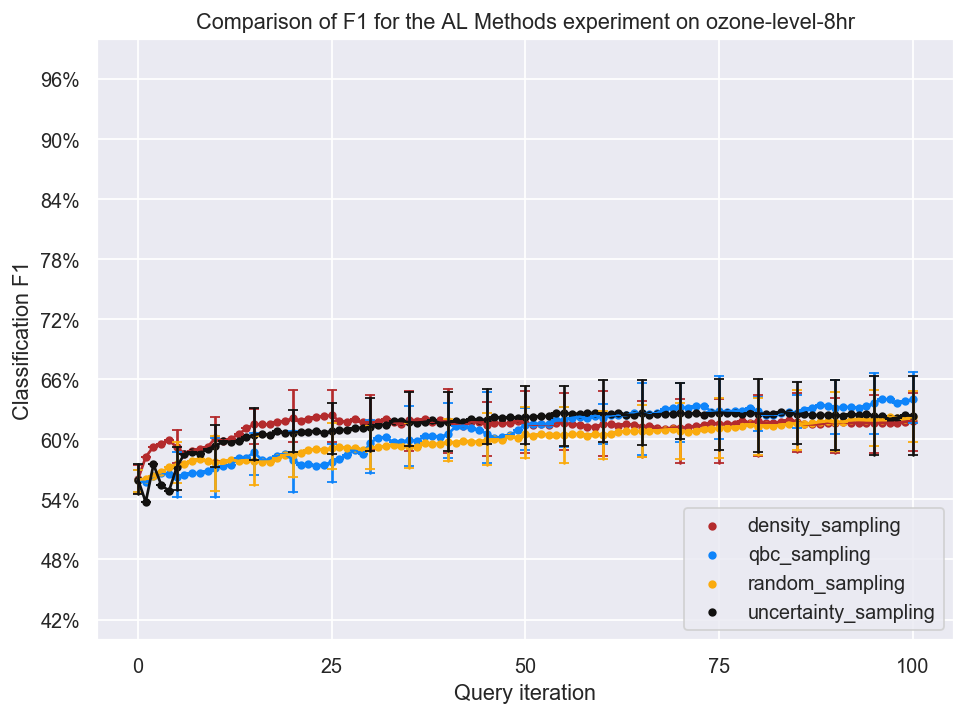 Comparison of F1 for the AL Methods experiment on ozone-level-8hr
96%
90%
84%
78%
72%
66%
60%
54%
48%
42%
Classification F1
0 25 50 75 100
Query iteration
density_sampling
qbc_sampling
random_sampling
uncertainty_sampling